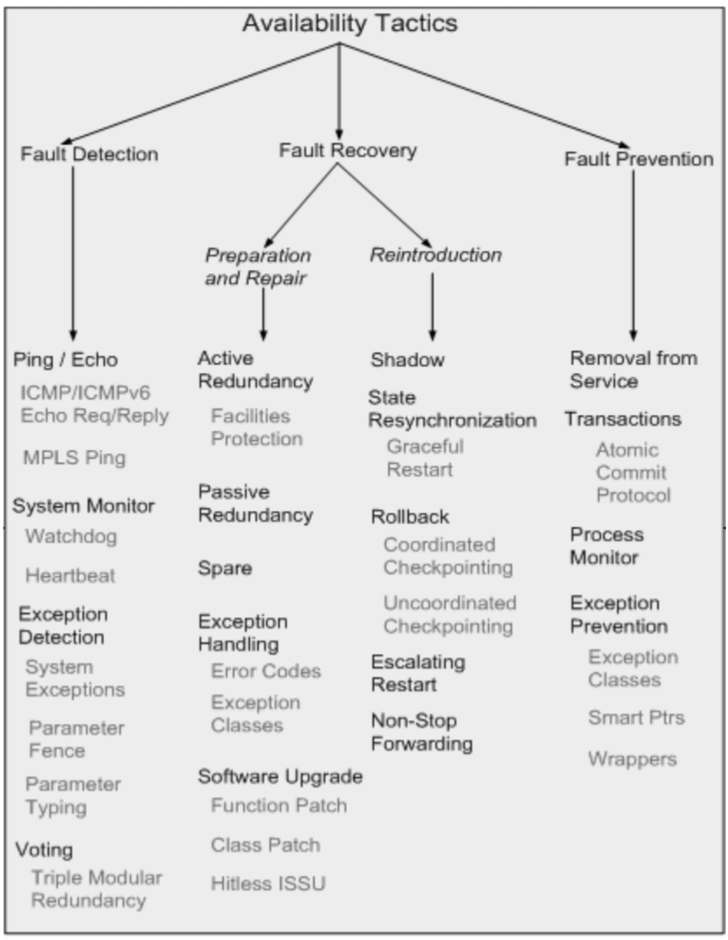 Availability Tactics
Fault Detection
Fault Recovery
Fault Prevention
Preparation
and Repair
Reintroduction
Ping / Echo
ICMP/ICMPv6
Echo Req/Reply
MPLS Ping
System Monitor
Watchdog
Heartbeat
Exception
Detection
System
Exceptions
Parameter
Fence
Parameter
Typing
Voting
Triple Modular
Redundancy
Active
Redundancy
Facilities
Protection
Passive
Redundancy
Spare
Exception
Handling
Error Codes
Exception
Classes
Software Upgrade
Function Patch
Class Patch
Hitless ISSU
Shadow
State
Resynchronization
Graceful
Restart
Rollback
Coordinated
Checkpointing
Uncoordinated
Checkpointing
Escalating
Restart
Non-Stop
Forwarding
Removal from
Service
Transactions
Atomic
Commit
Protocol
Process
Monitor
Exception
Prevention
Exception
Classes
Smart Ptrs
Wrappers